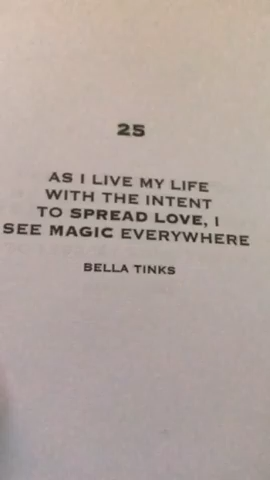 25
AS I LIVE MY LIFE
WITH THE INTENT
TO SPREAD LOVE, I
SEE MAGIC EVERYWHERE
BELLA TINKS